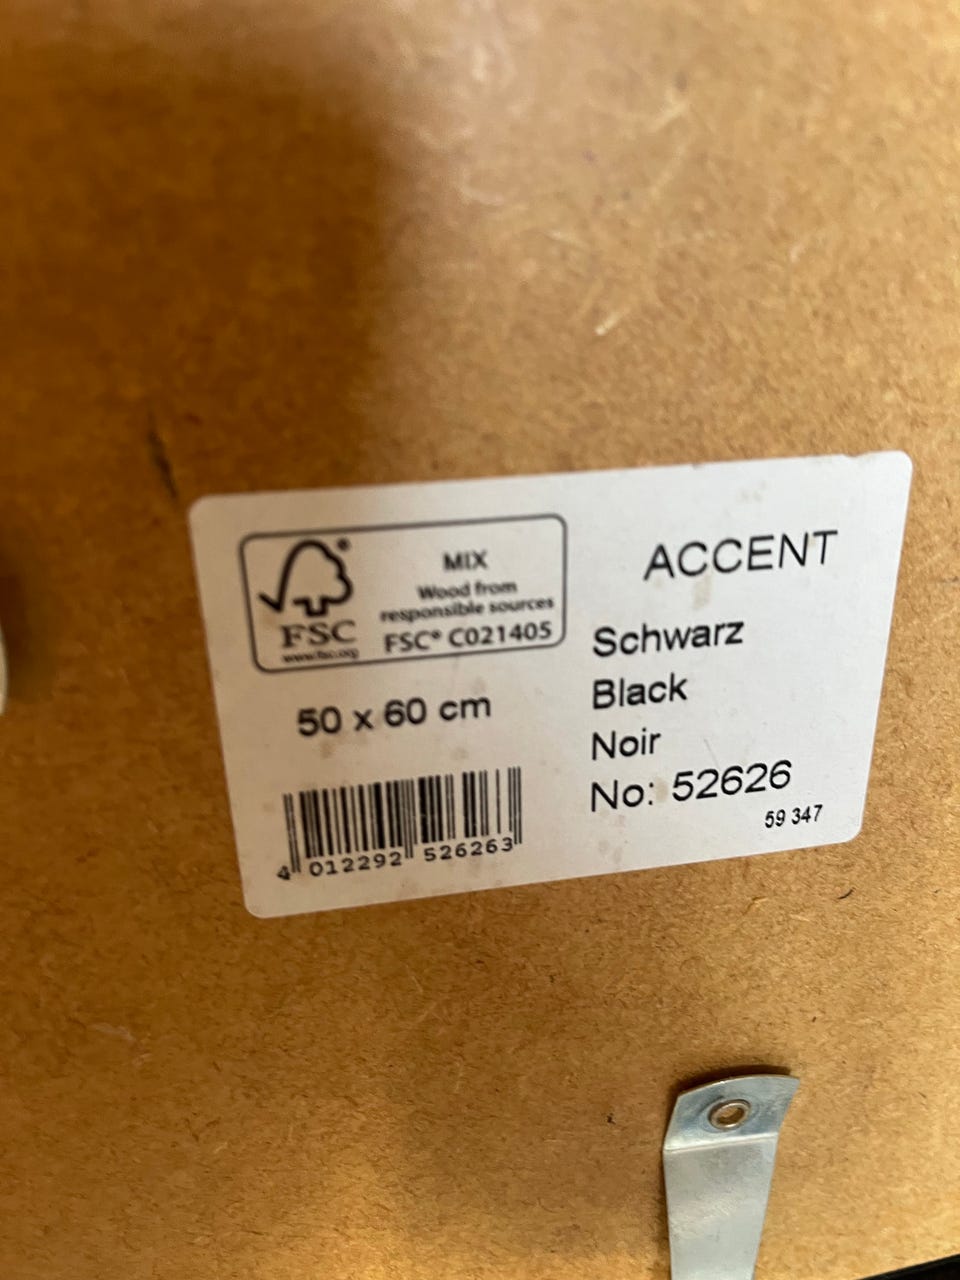 FSC®
www.fsc.org
MIX
Wood from
responsible sources
FSC® C021405
50 x 60 cm
4 012292 526263
ACCENT
Schwarz
Black
Noir
No: 52626
59 347